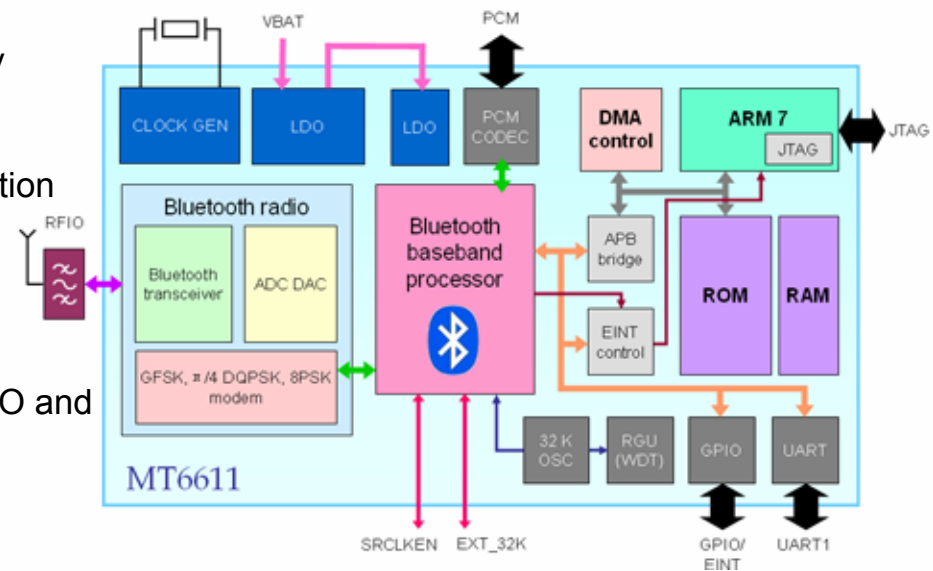 y
tion
O and
VBAT
PCM
CLOCK GEN
LDO
LDO
PCM
CODEC
DMA
control
ARM 7
JTAG
JTAG
RFIO
Bluetooth radio
Bluetooth
transceiver
ADC DAC
GFSK, π/4 DQPSK, 8PSK
modem
Bluetooth
baseband
processor
APB
bridge
EINT
control
ROM
RAM
32 K
OSC
RGU
(WDT)
GPIO
UART
MT6611
SRCLKEN
EXT_32K
GPIO/
EINT
UART1